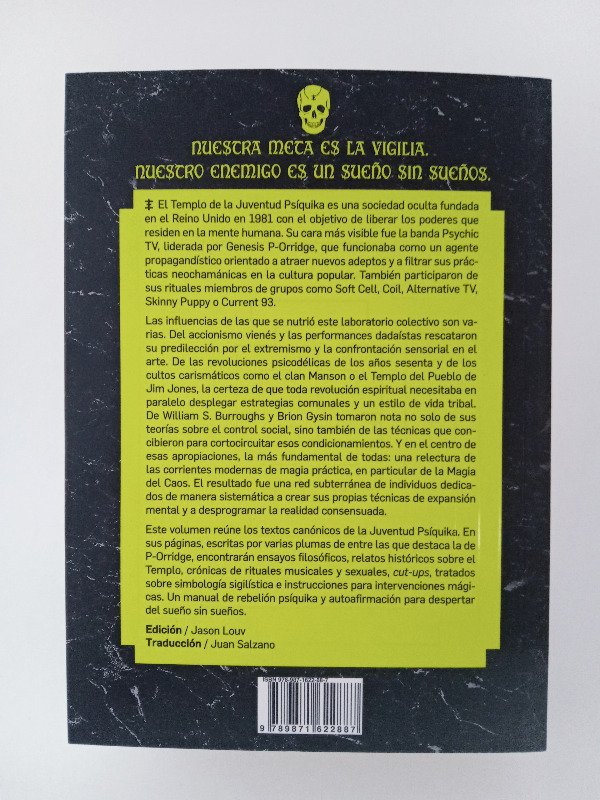 NUESTRA META ES LA VIGILIA.
NUESTRO ENEMIGO ES UN SUEÑO SIN SUEÑOS.
El Templo de la Juventud Psíquika es una sociedad oculta fundada
en el Reino Unido en 1981 con el objetivo de liberar los poderes que
residen en la mente humana. Su cara más visible fue la banda Psychic
TV, liderada por Genesis P-Orridge, que funcionaba como un agente
propagandístico orientado a atraer nuevos adeptos y a filtrar sus prác-
ticas neochamánicas en la cultura popular. También participaron de
sus rituales miembros de grupos como Soft Cell, Coil, Alternative TV,
Skinny Puppy o Current 93.
Las influencias de las que se nutrió este laboratorio colectivo son va-
rias. Del accionismo vienés y las performances dadaístas rescataron
su predilección por el extremismo y la confrontación sensorial en el
arte. De las revoluciones psicodélicas de los años sesenta y de los
cultos carismáticos como el clan Manson o el Templo del Pueblo de
Jim Jones, la certeza de que toda revolución espiritual necesitaba en
paralelo desplegar estrategias comunales y un estilo de vida tribal.
De William S. Burroughs y Brion Gysin tomaron nota no solo de sus
teorías sobre el control social, sino también de las técnicas que con-
cibieron para cortocircuitar esos condicionamientos. Y en el centro de
esas apropiaciones, la más fundamental de todas: una relectura de
las corrientes modernas de magia práctica, en particular de la Magia
del Caos. El resultado fue una red subterránea de individuos dedica-
dos de manera sistemática a crear sus propias técnicas de expansión
mental y a desprogramar la realidad consensuada.
Este volumen reúne los textos canónicos de la Juventud Psíquika. En
sus páginas, escritas por varias plumas de entre las que destaca la de
P-Orridge, encontrarán ensayos filosóficos, relatos históricos sobre el
Templo, crónicas de rituales musicales y sexuales, cut-ups, tratados
sobre simbología sigilística e instrucciones para intervenciones mági-
cas. Un manual de rebelión psíquika y autoafirmación para despertar
del sueño sin sueños.
Edición / Jason Louv
Traducción / Juan Salzano
ISBN 978-987-1622-88-7
9 789871 622887